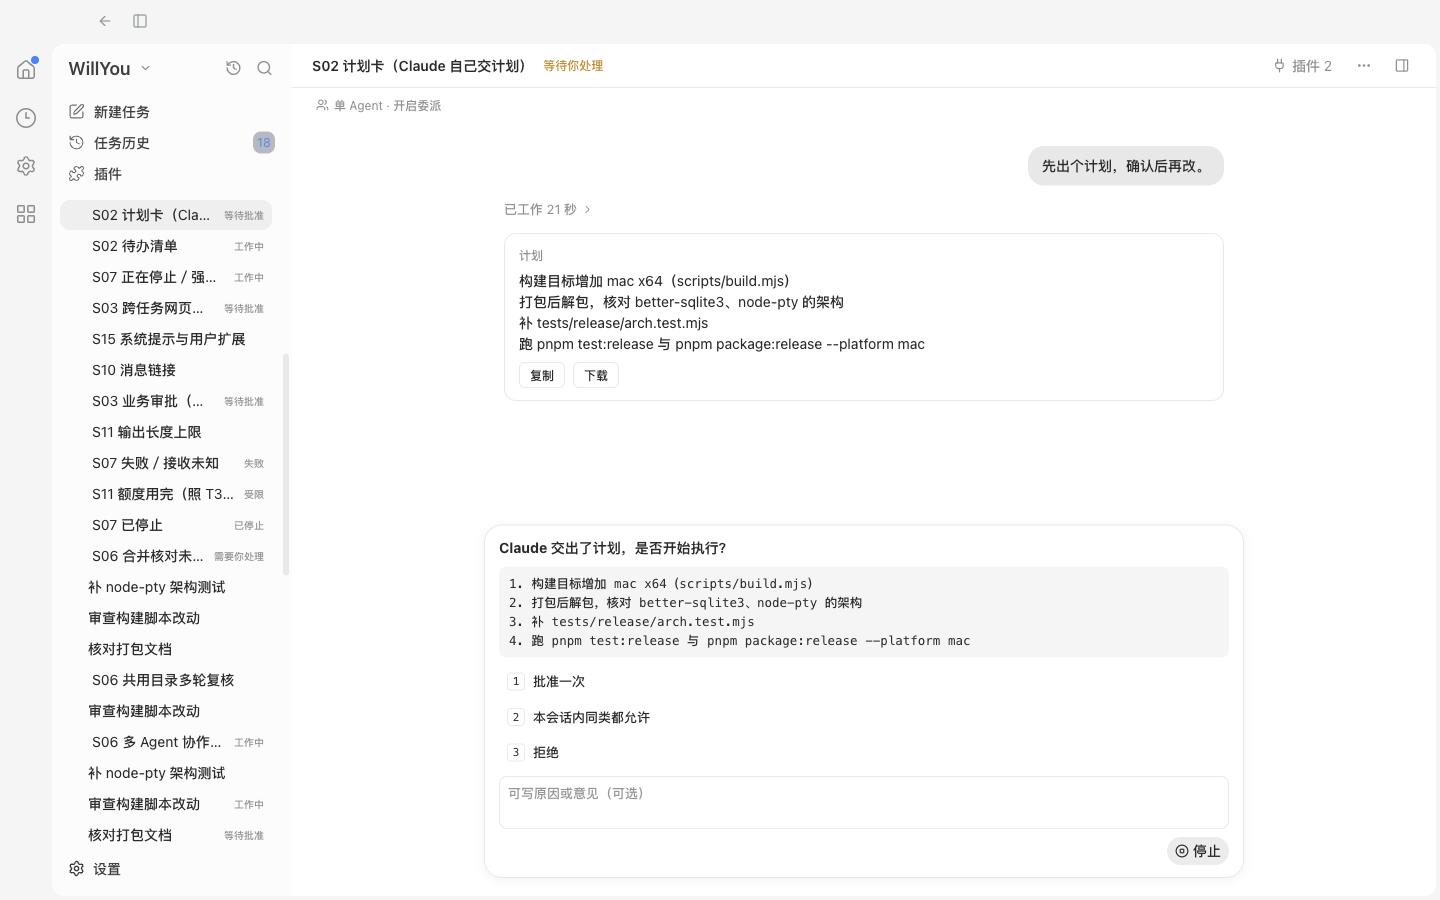 WillYou
新建任务
任务历史
18
插件
S02 计划卡（Cla...
等待批准
S02 待办清单
工作中
S07 正在停止 / 强...
工作中
S03 跨任务网页...
等待批准
S15 系统提示与用户扩展
S10 消息链接
S03 业务审批（...
等待批准
S11 输出长度上限
S07 失败 / 接收未知
失败
S11 额度用完（照 T3...
受限
S07 已停止
已停止
S06 合并核对未...
需要你处理
补 node-pty 架构测试
审查构建脚本改动
核对打包文档
S06 共用目录多轮复核
审查构建脚本改动
S06 多 Agent 协作...
工作中
补 node-pty 架构测试
审查构建脚本改动
工作中
核对打包文档
等待批准
设置
S02 计划卡（Claude 自己交计划）
等待你处理
插件 2
单 Agent · 开启委派
先出个计划，确认后再改。
已工作 21 秒
计划
构建目标增加 mac x64（scripts/build.mjs）
打包后解包，核对 better-sqlite3、node-pty 的架构
补 tests/release/arch.test.mjs
跑 pnpm test:release 与 pnpm package:release --platform mac
复制
下载
Claude 交出了计划，是否开始执行？
1. 构建目标增加 mac x64（scripts/build.mjs）
2. 打包后解包，核对 better-sqlite3、node-pty 的架构
3. 补 tests/release/arch.test.mjs
4. 跑 pnpm test:release 与 pnpm package:release --platform mac
1 批准一次
2 本会话内同类都允许
3 拒绝
可写原因或意见（可选）
停止